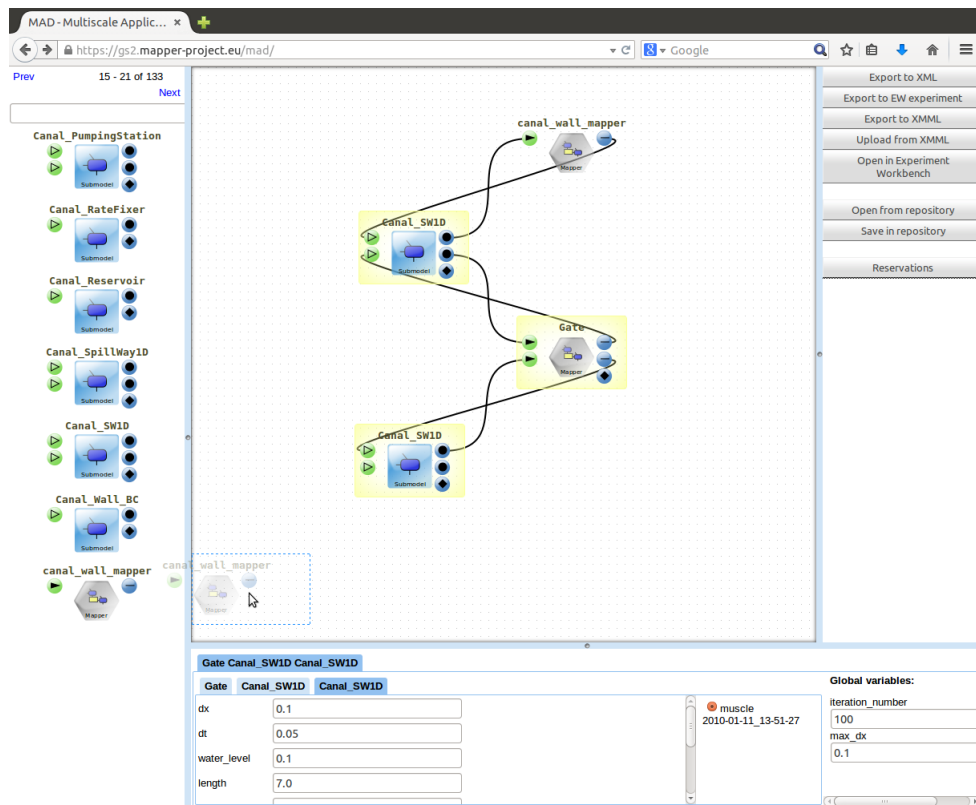 MAD - Multiscale Applic... ×
https://gs2.mapper-project.eu/mad/
Google
Prev
15 - 21 of 133
Next
Canal_PumpingStation
Submodel
Canal_RateFixer
Submodel
Canal_Reservoir
Submodel
Canal_SpillWay1D
Submodel
Canal_SW1D
Submodel
Canal_Wall_BC
Submodel
canal_wall_mapper
Mapper
canal_wall_mapper
Mapper
Canal_SW1D
Submodel
Gate
Mapper
Canal_SW1D
Submodel
canal_wall_mapper
Mapper
Export to XML
Export to EW experiment
Export to XMML
Upload from XMML
Open in Experiment
Workbench
Open from repository
Save in repository
Reservations
Gate Canal_SW1D Canal_SW1D
Gate Canal_SW1D Canal_SW1D
dx 0.1
dt 0.05
water_level 0.1
length 7.0
muscle
2010-01-11_13-51-27
Global variables:
iteration_number
100
max_dx
0.1